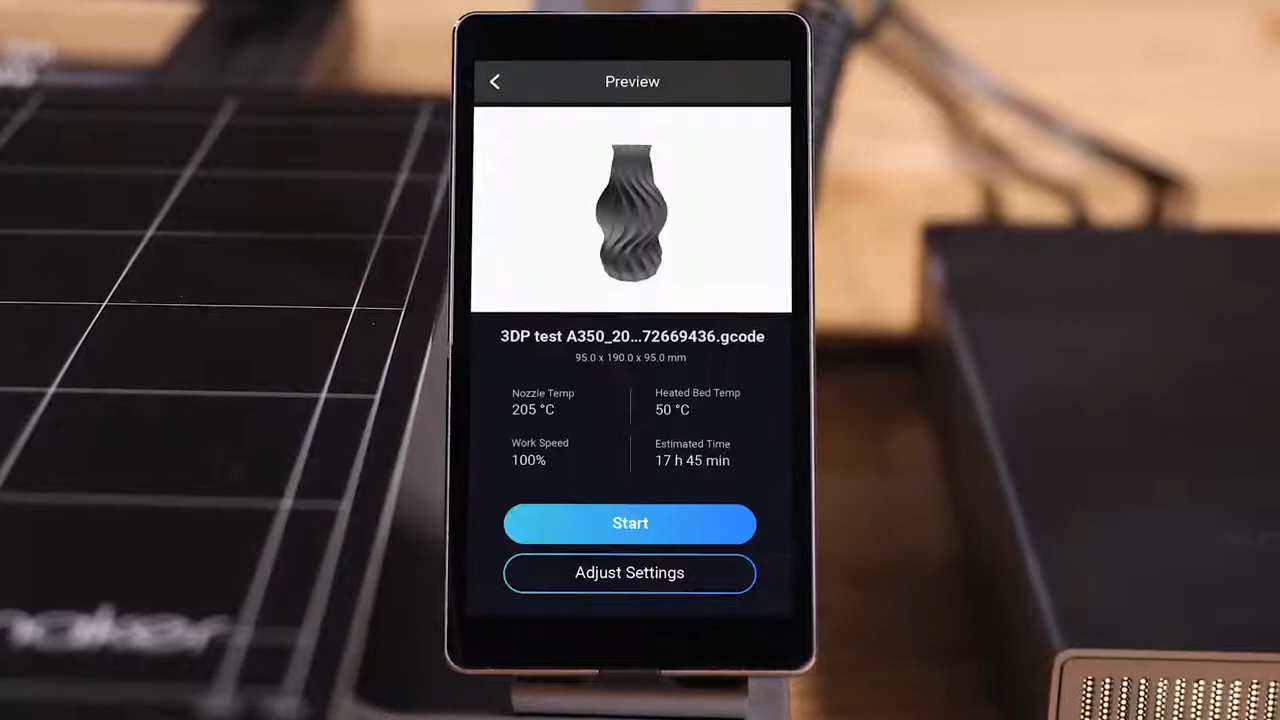 Preview
3DP test A350_20...72669436.gcode
95.0 x 190.0 x 95.0 mm
Nozzle Temp
205 °C
Heated Bed Temp
50 °C
Work Speed
100%
Estimated Time
17 h 45 min
Start
Adjust Settings